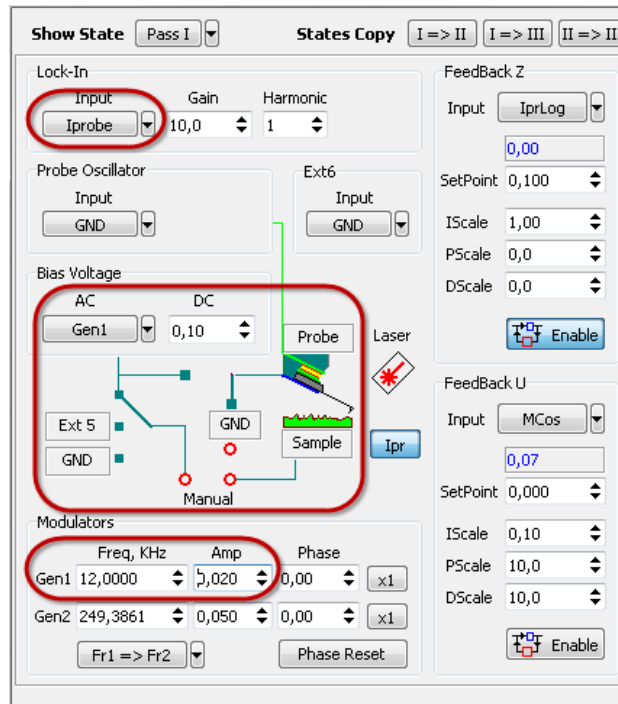 Show State Pass I States Copy I => II I => III II => II
Lock-In
Input Gain Harmonic
Iprobe 10,0 1
Probe Oscillator
Input
GND
Ext6
Input
GND
Bias Voltage
AC DC
Gen1 0,10
Probe
Laser
Ext 5
GND
GND
Sample
Ipr
Manual
Modulators
Freq, KHz Amp Phase
Gen1 12,0000 0,020 0,00 x1
Gen2 249,3861 0,050 0,00 x1
Fr1 => Fr2 Phase Reset
FeedBack Z
Input IprLog
0,00
SetPoint 0,100
IScale 1,00
PScale 0,0
DScale 0,0
Enable
FeedBack U
Input MCos
0,07
SetPoint 0,000
IScale 0,10
PScale 10,0
DScale 10,0
Enable